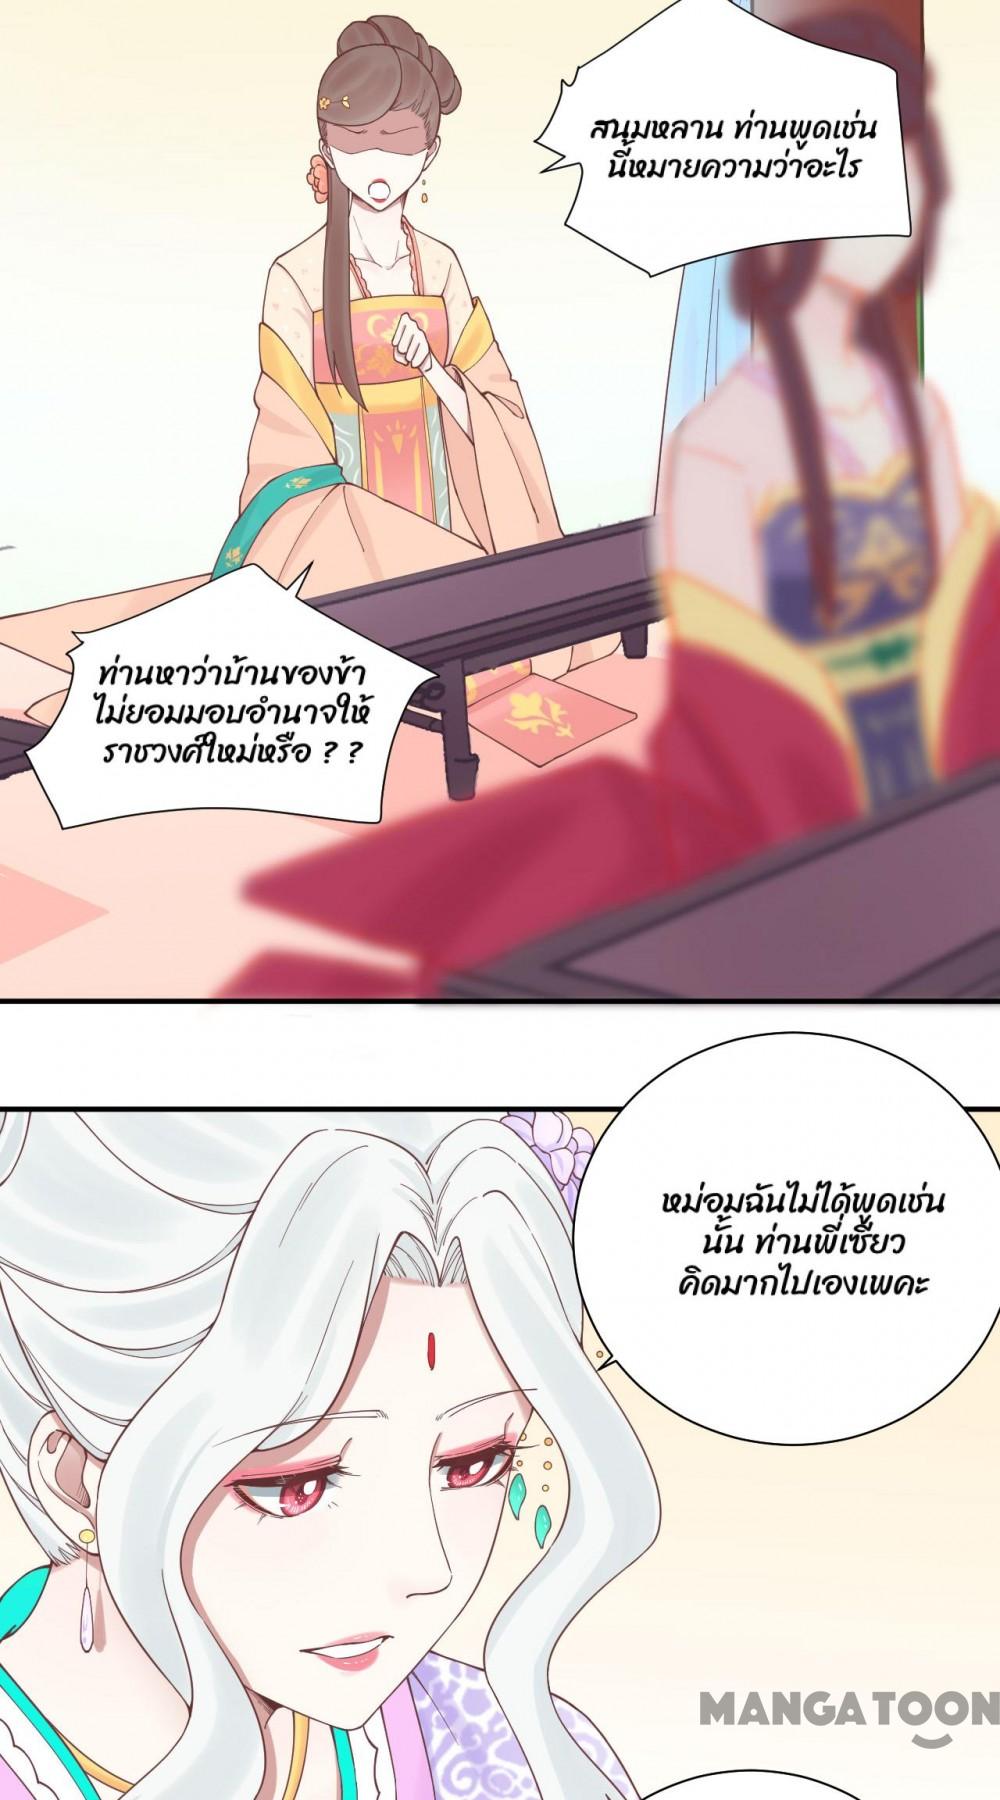 สนมหลาน ท่านพูดเช่น
นี้หมายความว่าอะไร
ท่านหาว่าบ้านของข้า
ไม่ยอมมอบอำนาจให้
ราชวงศ์ใหม่หรือ ? ?
หม่อมฉันไม่ได้พูดเช่น
นั้น ท่านพี่เซียว
คิดมากไปเองเพคะ
MANGATOON